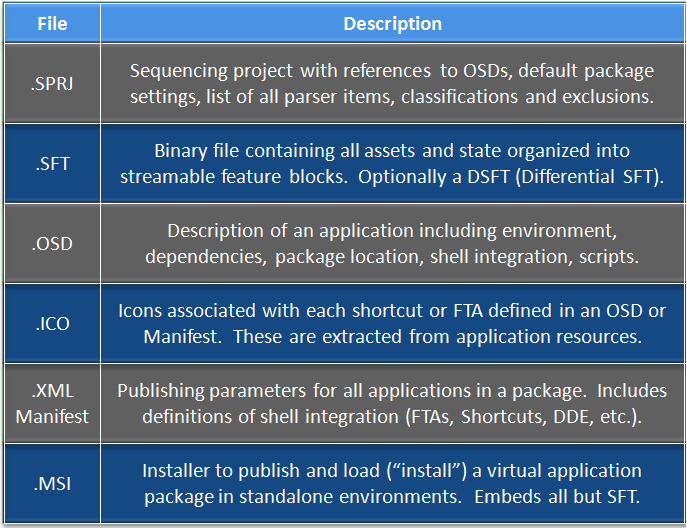 File Description
.SPRJ
Sequencing project with references to OSDs, default package
settings, list of all parser items, classifications and exclusions.
.SFT
Binary file containing all assets and state organized into
streamable feature blocks.  Optionally a DSFT (Differential SFT).
.OSD
Description of an application including environment,
dependencies, package location, shell integration, scripts.
.ICO
Icons associated with each shortcut or FTA defined in an OSD or
Manifest.  These are extracted from application resources.
.XML
Manifest
Publishing parameters for all applications in a package.  Includes
definitions of shell integration (FTAs, Shortcuts, DDE, etc.).
.MSI
Installer to publish and load (“install”) a virtual application
package in standalone environments.  Embeds all but SFT.